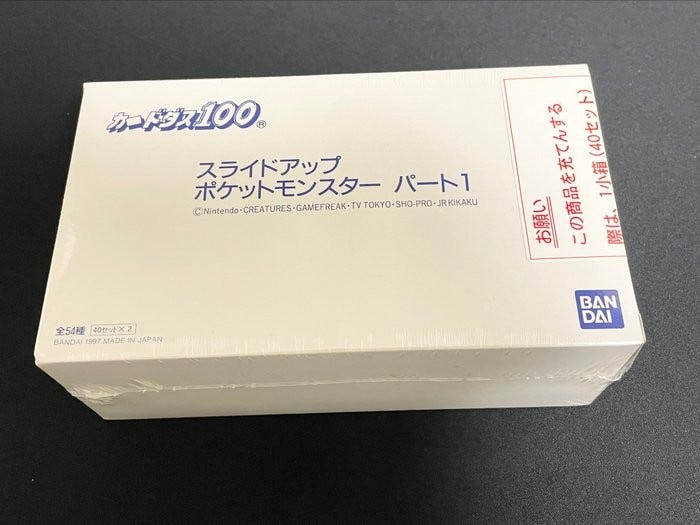 カードダス100®
スライドアップ
ポケットモンスター パート1
©Nintendo・CREATURES・GAMEFREAK・TV TOKYO・SHO-PRO・JR KIKAKU
お願い
この商品を充てんする
際は、1小箱(40セット)
BAN
DAI
全54種 40セット×2
BANDAI 1997 MADE IN JAPAN